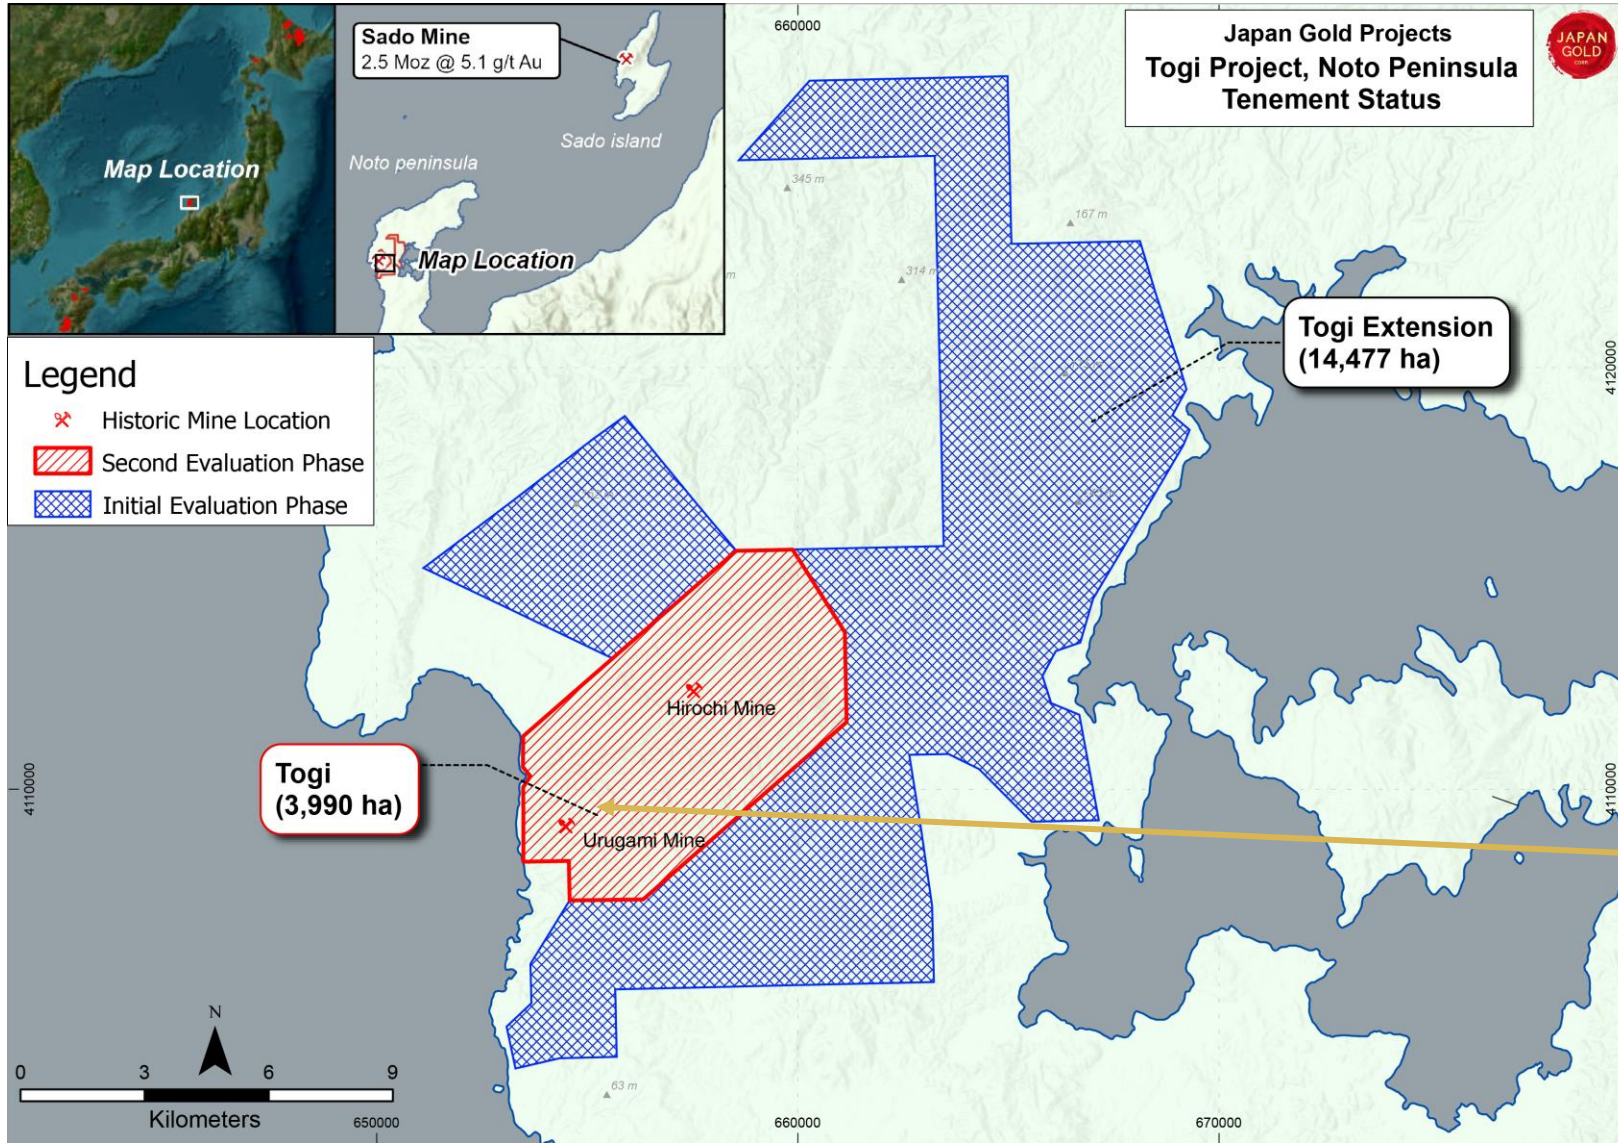 Japan Gold Projects
Togi Project, Noto Peninsula
Tenement Status
JAPAN
GOLD
CORP.
Map Location
Sado Mine
2.5 Moz @ 5.1 g/t Au
Sado island
Noto peninsula
Map Location
Legend
Historic Mine Location
Second Evaluation Phase
Initial Evaluation Phase
660000
345 m
167 m
314 m
m
Togi Extension
(14,477 ha)
4120000
Hirochi Mine
Togi
(3,990 ha)
Urugami Mine
4110000
4110000
63 m
N
0 3 6 9
Kilometers
650000
660000
670000